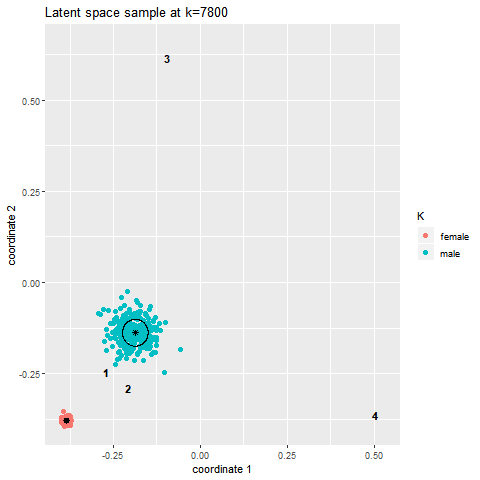 Latent space sample at k=7800
3
0.50
0.25
0.00
-0.25
1
2
4
-0.25
0.00
0.25
0.50
coordinate 1
coordinate 2
K
female
male